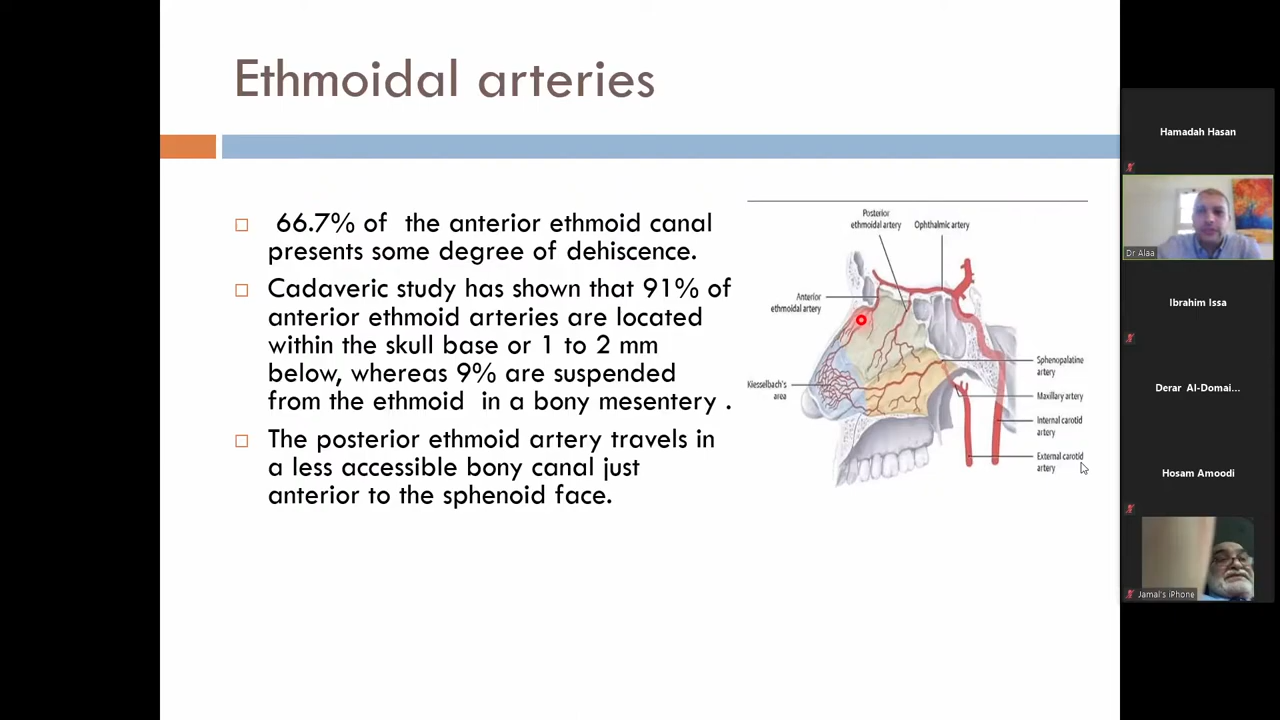 Ethmoidal arteries
66.7% of the anterior ethmoid canal
presents some degree of dehiscence.
Cadaveric study has shown that 91% of
anterior ethmoid arteries are located
within the skull base or 1 to 2 mm
below, whereas 9% are suspended
from the ethmoid in a bony mesentery .
The posterior ethmoid artery travels in
a less accessible bony canal just
anterior to the sphenoid face.
Posterior
ethmoidal artery
Ophthalmic artery
Anterior
ethmoidal artery
Kiesselbach's
area
Sphenopalatine
artery
Maxillary artery
Internal carotid
artery
External carotid
artery
Hamadah Hasan
Dr Alaa
Ibrahim Issa
Derar Al-Domai...
Hosam Amoodi
Jamal's iPhone